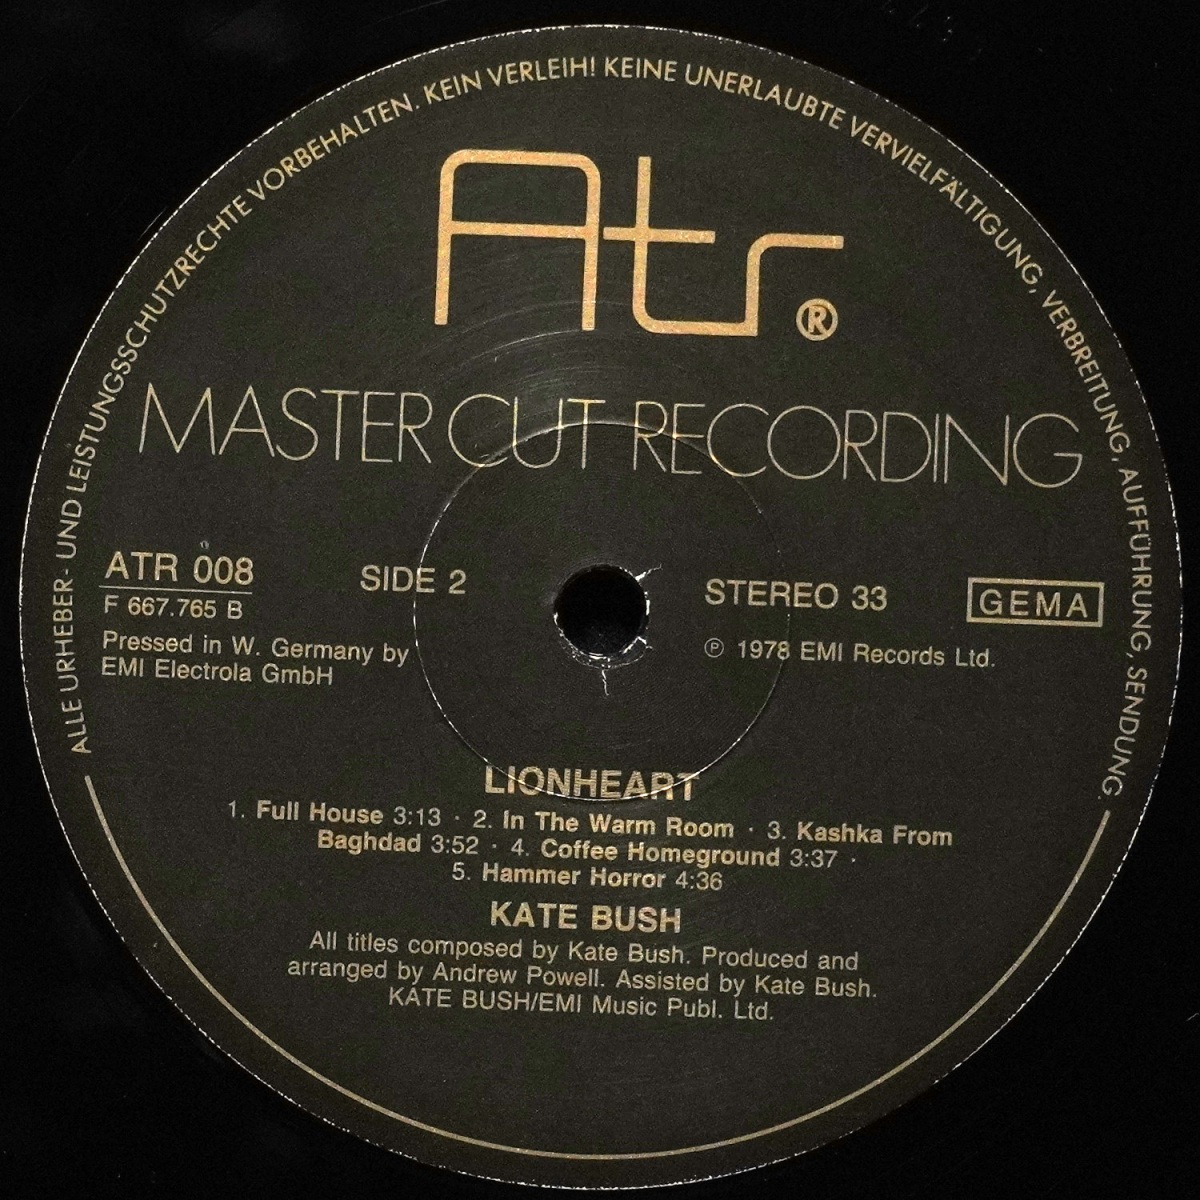 ALLE URHEBER- UND LEISTUNGSSCHUTZRECHTE VORBEHALTEN. KEIN VERLEIH! KEINE UNERLAUBTE VERVIELFÄLTIGUNG, VERBREITUNG, AUFFÜHRUNG, SENDUNG.
Atr®
MASTER CUT RECORDING
ATR 008
F 667.765 B
Pressed in W. Germany by
EMI Electrola GmbH
SIDE 2
STEREO 33
GEMA
℗ 1978 EMI Records Ltd.
LIONHEART
1. Full House 3:13 · 2. In The Warm Room · 3. Kashka From
Baghdad 3:52 · 4. Coffee Homeground 3:37 ·
5. Hammer Horror 4:36
KATE BUSH
All titles composed by Kate Bush. Produced and
arranged by Andrew Powell. Assisted by Kate Bush.
KATE BUSH/EMI Music Publ. Ltd.